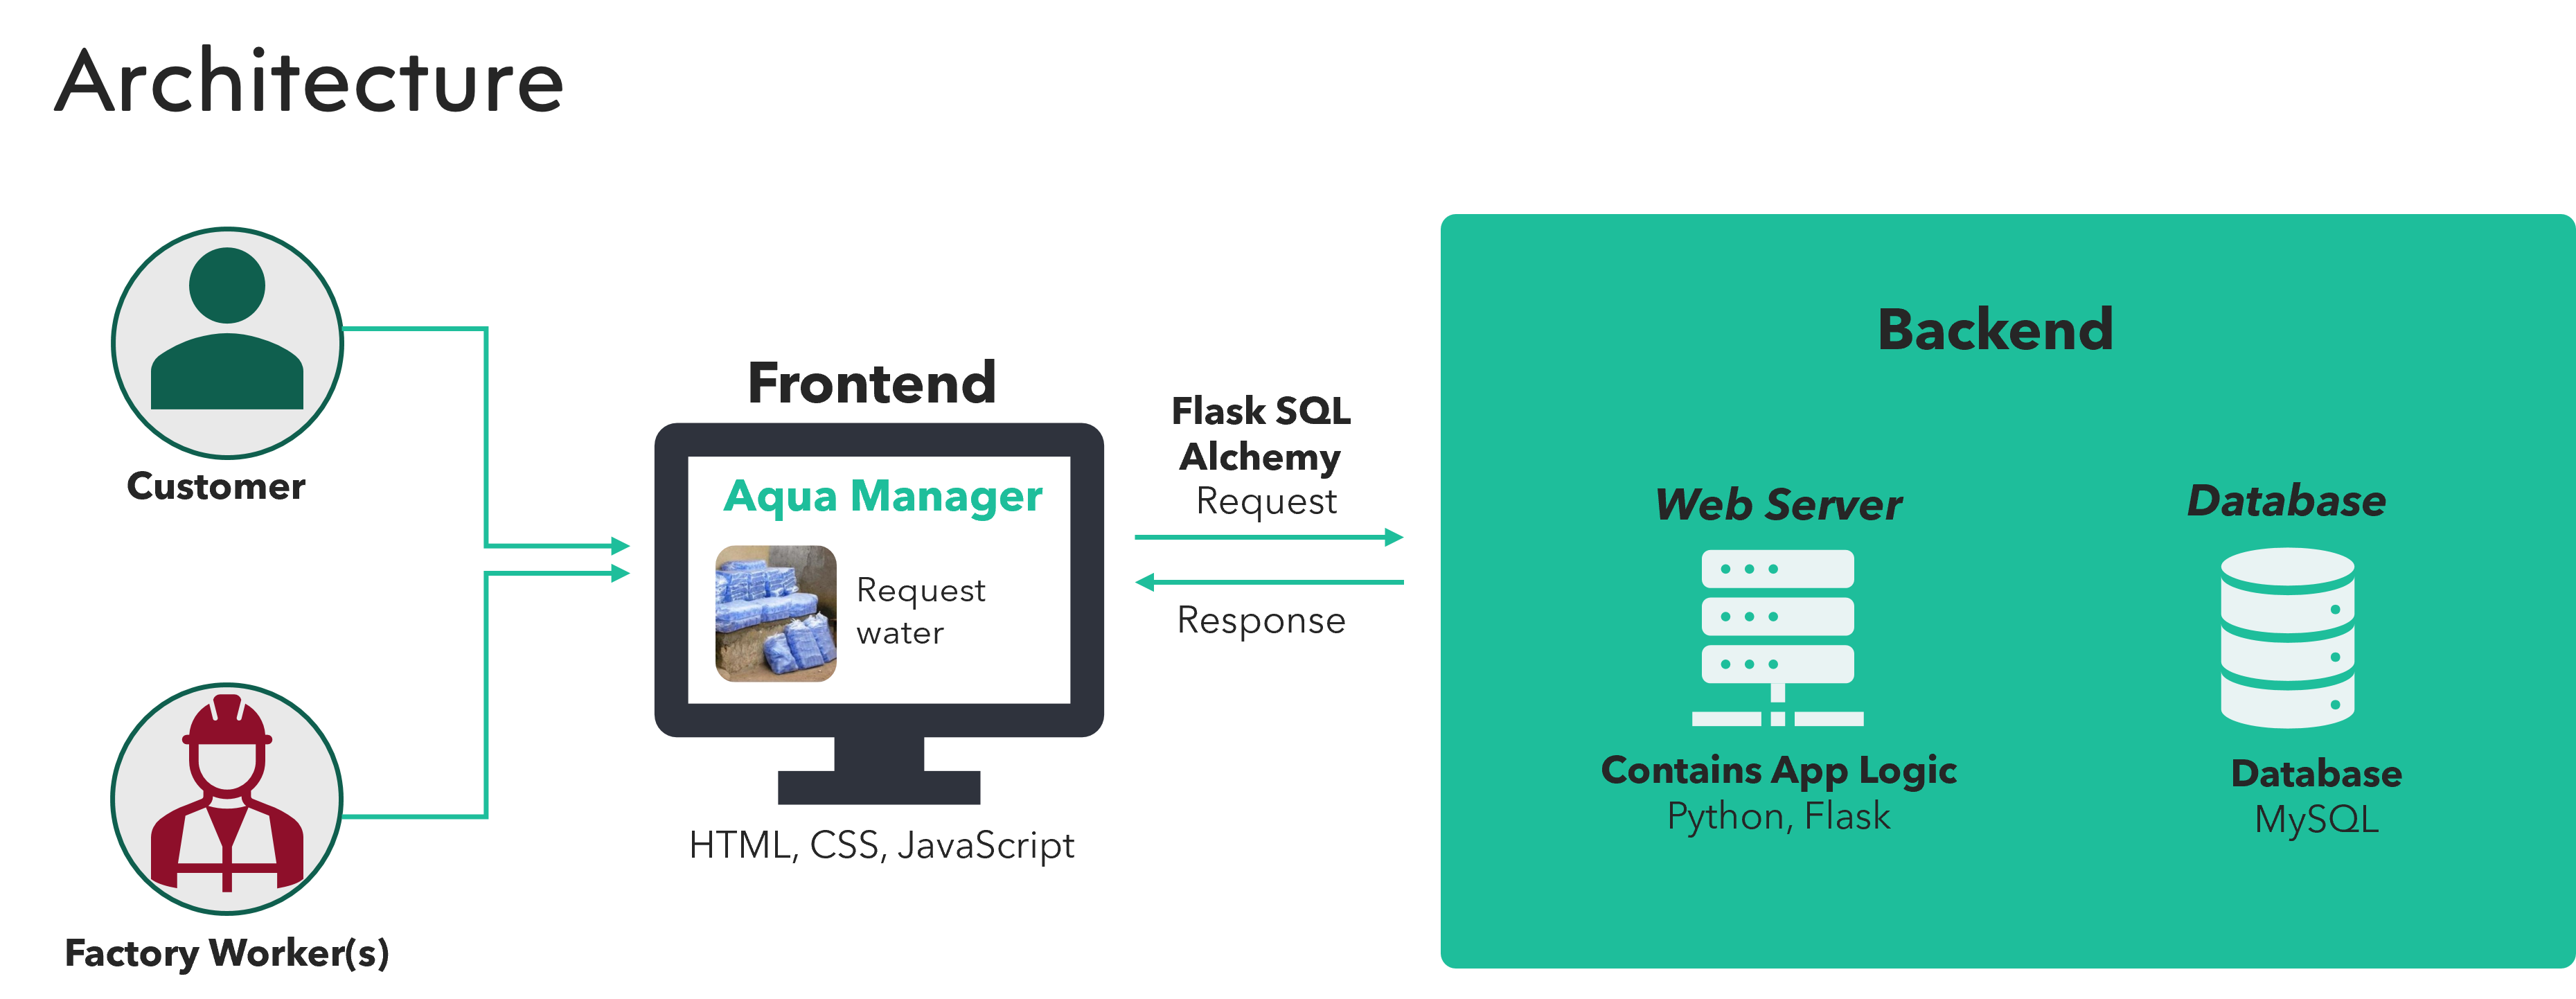 Architecture
Customer
Factory Worker(s)
Frontend
Aqua Manager
Request
water
HTML, CSS, JavaScript
Flask SQL
Alchemy
Request
Response
Backend
Web Server
Contains App Logic
Python, Flask
Database
Database
MySQL